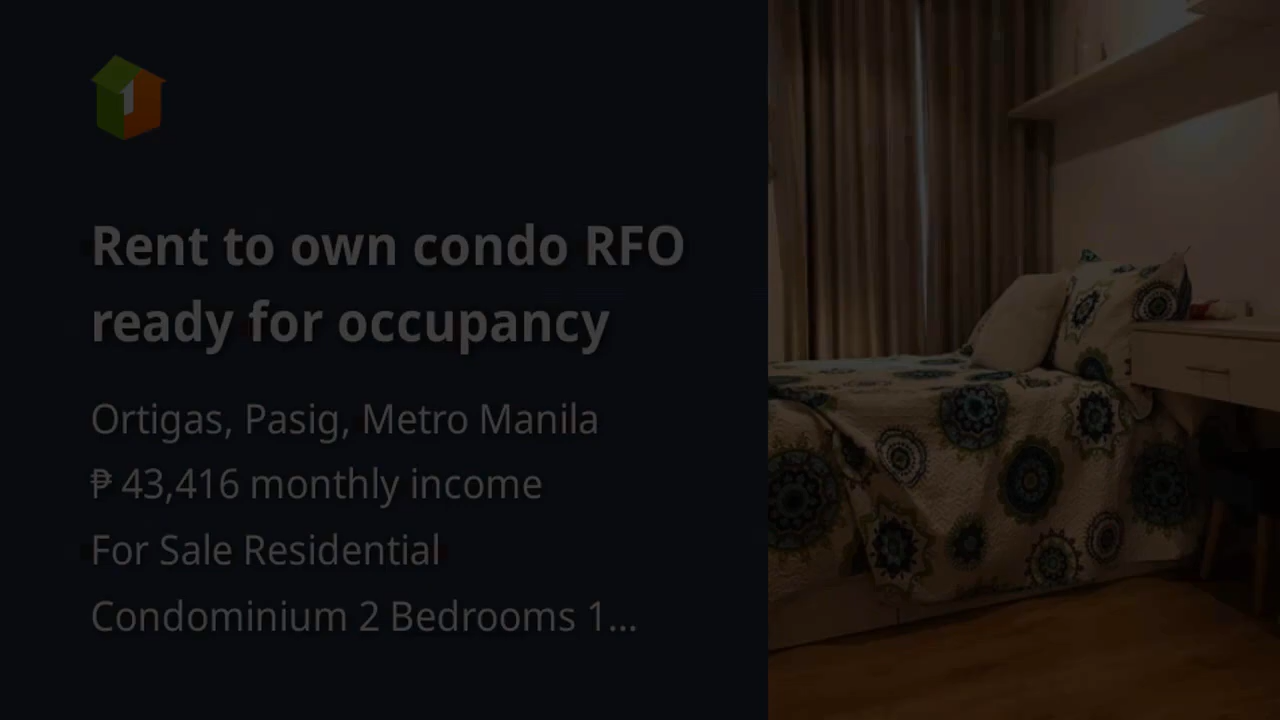 Rent to own condo RFO
ready for occupancy
Ortigas, Pasig, Metro Manila
₱ 43,416 monthly income
For Sale Residential
Condominium 2 Bedrooms 1...